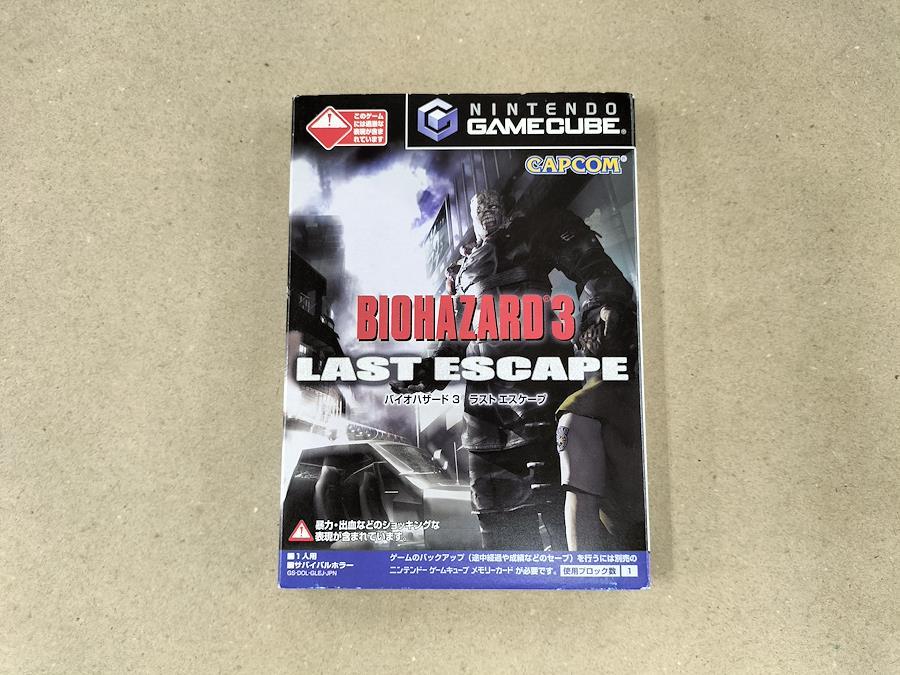 このゲーム
には過激な
表現が含ま
れています
NINTENDO
GAMECUBE®
CAPCOM®
BIOHAZARD®3
LAST ESCAPE
バイオハザード3 ラスト エスケープ
暴力・出血などのショッキングな
表現が含まれています。
■1人用
■サバイバルホラー
GS-DOL-GLEJ-JPN
ゲームのバックアップ(途中経過や成績などのセーブ)を行うには別売の
ニンテンドー ゲームキューブ メモリーカード が必要です。 使用ブロック数 1